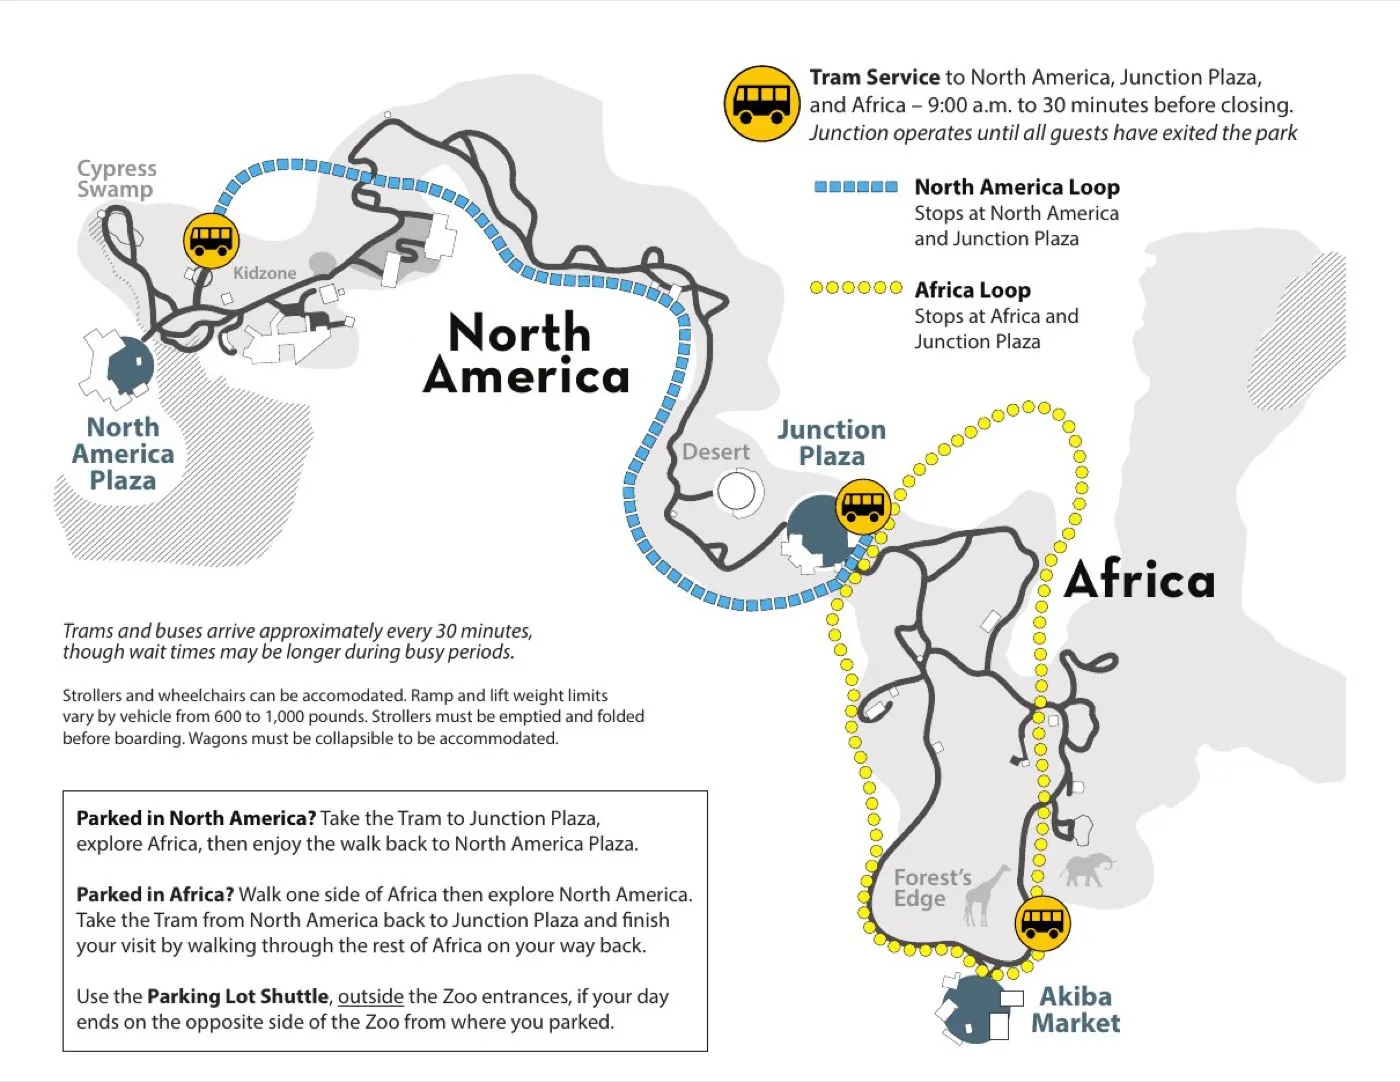 Tram Service to North America, Junction Plaza,
and Africa – 9:00 a.m. to 30 minutes before closing.
Junction operates until all guests have exited the park
North America Loop
Stops at North America
and Junction Plaza
Africa Loop
Stops at Africa and
Junction Plaza
Cypress
Swamp
Kidzone
North
America
North
America
Plaza
Desert
Junction
Plaza
Africa
Forest's
Edge
Akiba
Market
Trams and buses arrive approximately every 30 minutes,
though wait times may be longer during busy periods.
Strollers and wheelchairs can be accomodated. Ramp and lift weight limits
vary by vehicle from 600 to 1,000 pounds. Strollers must be emptied and folded
before boarding. Wagons must be collapsible to be accommodated.
Parked in North America? Take the Tram to Junction Plaza,
explore Africa, then enjoy the walk back to North America Plaza.
Parked in Africa? Walk one side of Africa then explore North America.
Take the Tram from North America back to Junction Plaza and finish
your visit by walking through the rest of Africa on your way back.
Use the Parking Lot Shuttle, outside the Zoo entrances, if your day
ends on the opposite side of the Zoo from where you parked.